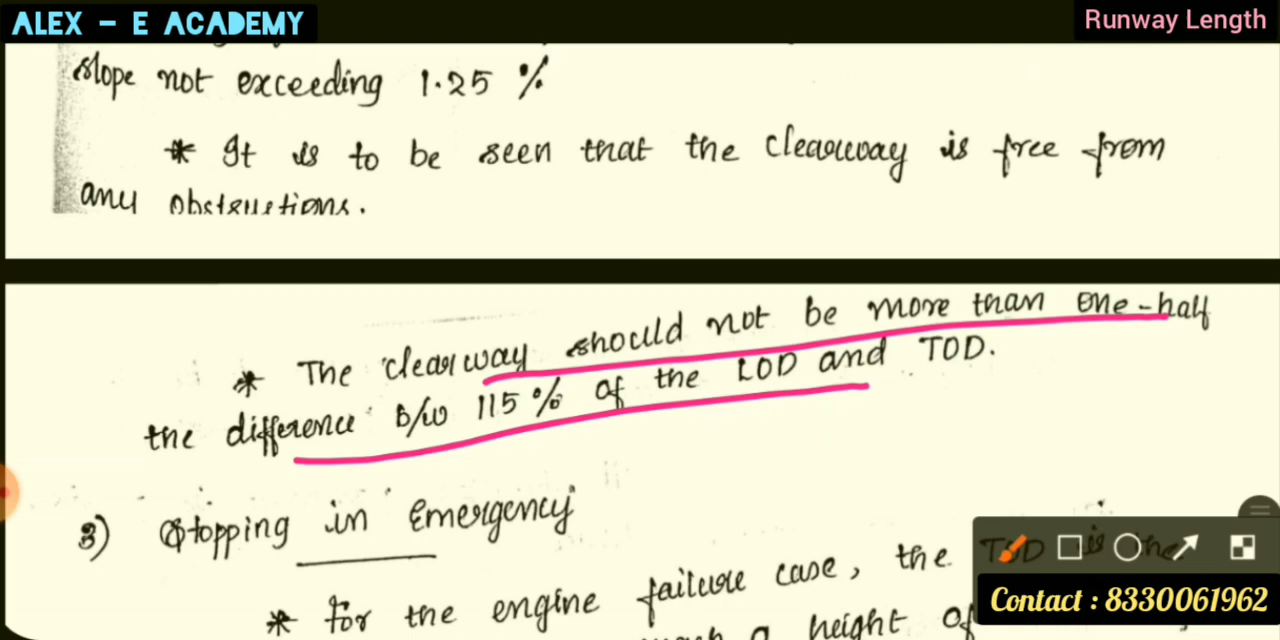 ALEX - E ACADEMY
Runway Length
slope not exceeding 1.25 %
* It is to be seen that the clearway is free from
any obstructions.
* The clearway should not be more than one-half
the difference b/w 115% of the LOD and TOD.
3) Stopping in Emergency
* for the engine failure case, the TOD is the
a height of
Contact : 8330061962